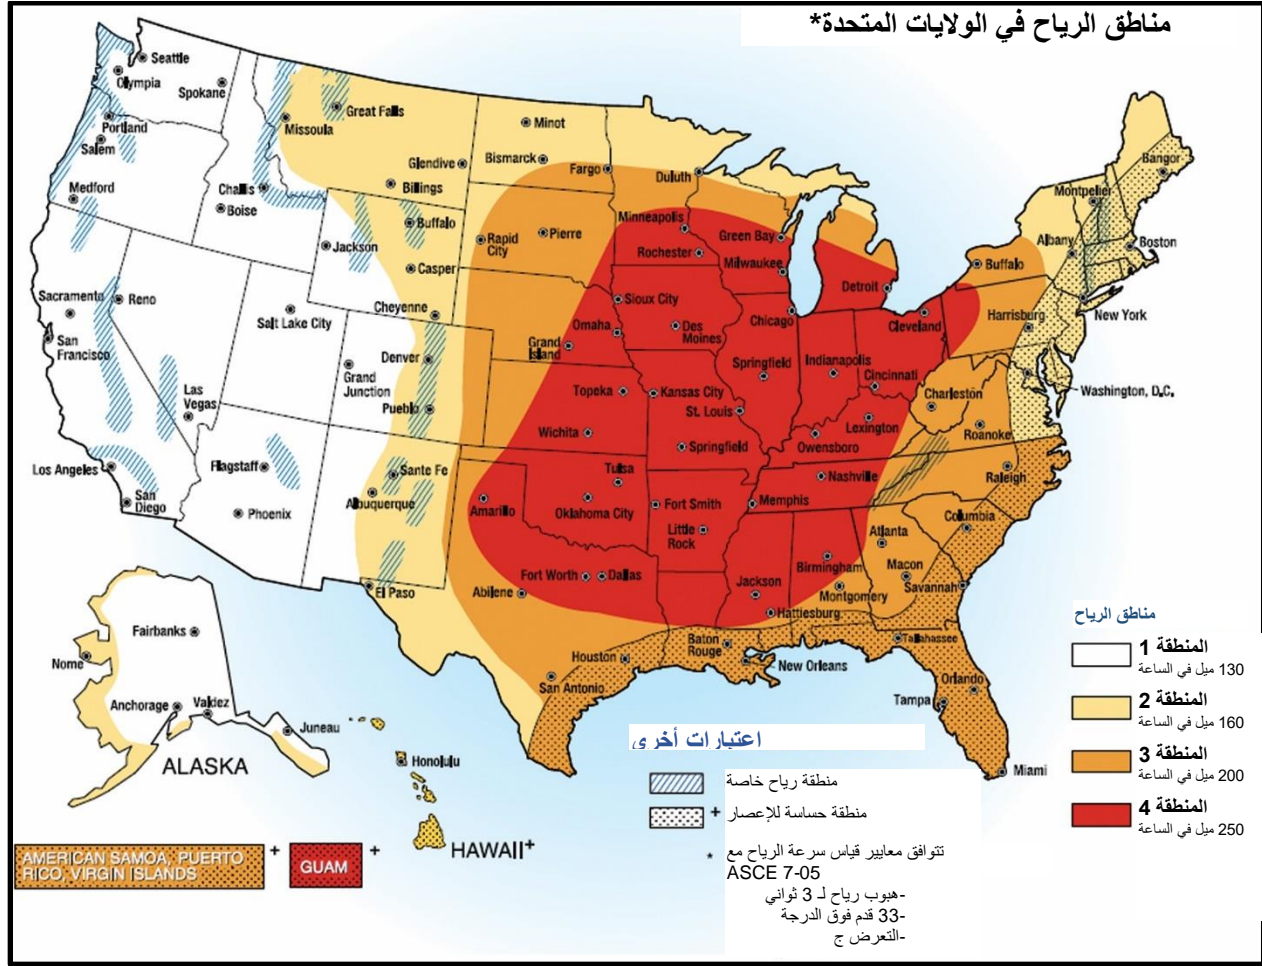 مناطق الرياح في الولايات المتحدة*
Seattle
Olympia
Spokane
Portland
Salem
Medford
Great Falls
Missoula
Glendive
Billings
Challis
Boise
Minot
Bismarck
Fargo
Duluth
Buffalo
Jackson
Casper
Cheyenne
Rapid
City
Pierre
Minneapolis
Rochester
Green Bay
Milwaukee
Detroit
Chicago
Cleveland
Bangor
Montpelier
Albany
Boston
Buffalo
Harrisburg
New York
Washington, D.C.
Sacramento
Reno
San
Francisco
Salt Lake City
Las
Vegas
Grand
Junction
Denver
Pueblo
Sioux City
Omaha
Des
Moines
Grand
Island
Springfield
Indianapolis
Cincinnati
Topeka
Kansas City
St. Louis
Charleston
Lexington
Roanoke
Owensboro
Wichita
Springfield
Los Angeles
San
Diego
Flagstaff
Phoenix
Sante Fe
Albuquerque
El Paso
Amarillo
Tulsa
Oklahoma City
Fort Smith
Little
Rock
Memphis
Nashville
Raleigh
Columbia
Atlanta
Macon
Savannah
Birmingham
Montgomery
Fort Worth
Dallas
Abilene
Jackson
Hattiesburg
Baton
Rouge
New Orleans
Houston
San Antonio
Tallahassee
Orlando
Tampa
Miami
Fairbanks
Nome
Anchorage
Valdez
Juneau
ALASKA
Honolulu
HAWAII+
AMERICAN SAMOA, PUERTO
RICO, VIRGIN ISLANDS
+
GUAM
+
مناطق الرياح
المنطقة 1
130 ميل في الساعة
المنطقة 2
160 ميل في الساعة
المنطقة 3
200 ميل في الساعة
المنطقة 4
250 ميل في الساعة
اعتبارات أخرى
منطقة رياح خاصة
منطقة حساسة للإعصار +
* تتوافق معايير قياس سرعة الرياح مع
ASCE 7-05
-هبوب رياح لـ 3 ثواني
-33 قدم فوق الدرجة
-التعرض ج